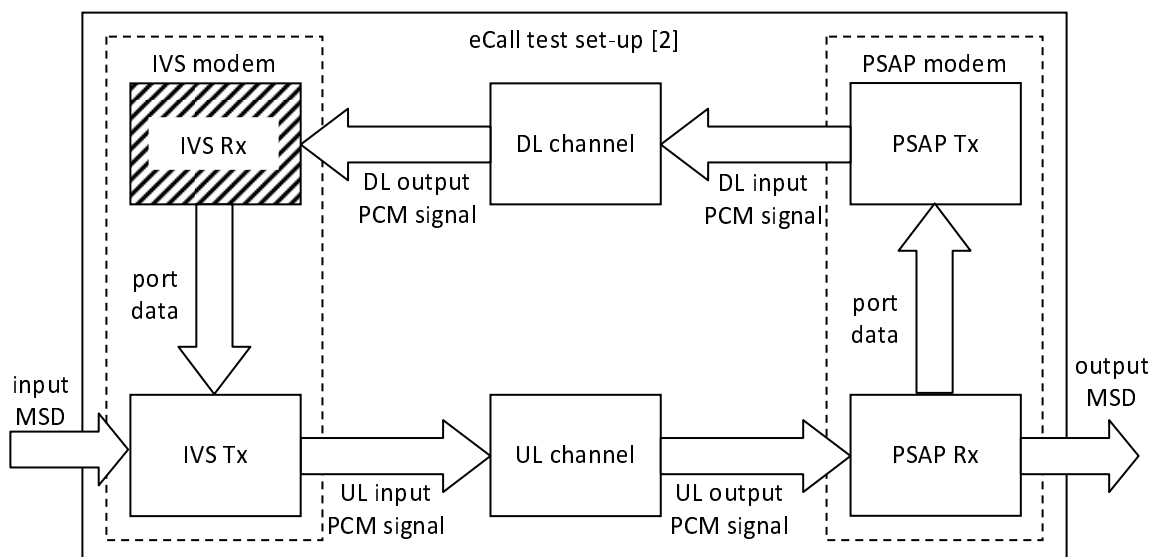 eCall test set-up [2]
IVS modem
PSAP modem
IVS Rx
DL channel
PSAP Tx
DL output
PCM signal
DL input
PCM signal
port
data
port
data
input
MSD
output
MSD
IVS Tx
UL channel
PSAP Rx
UL input
PCM signal
UL output
PCM signal